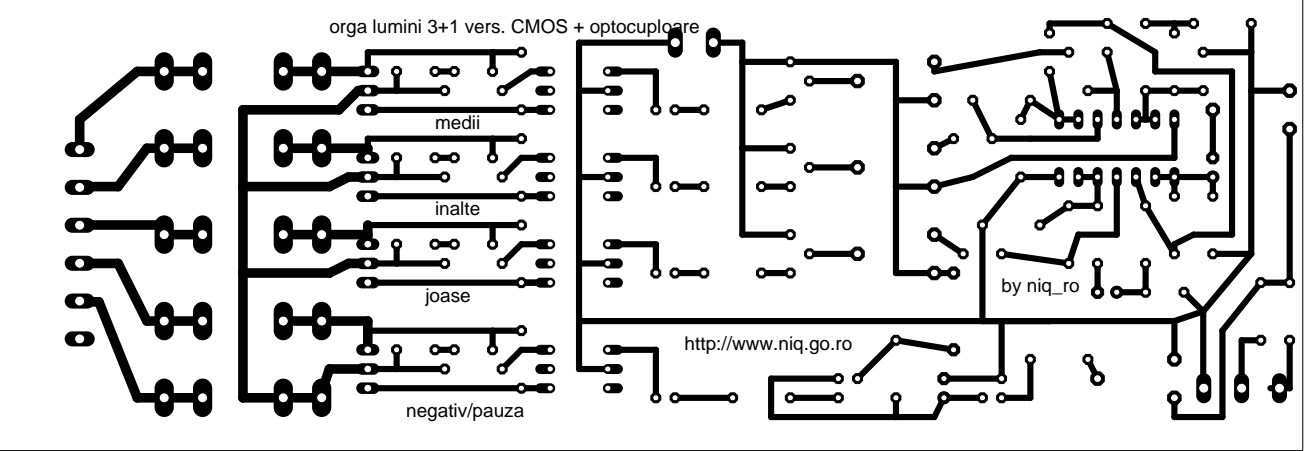 orga lumini 3+1 vers. CMOS + optocuploare
medii
inalte
joase
by niq_ro
http://www.niq.go.ro
negativ/pauza